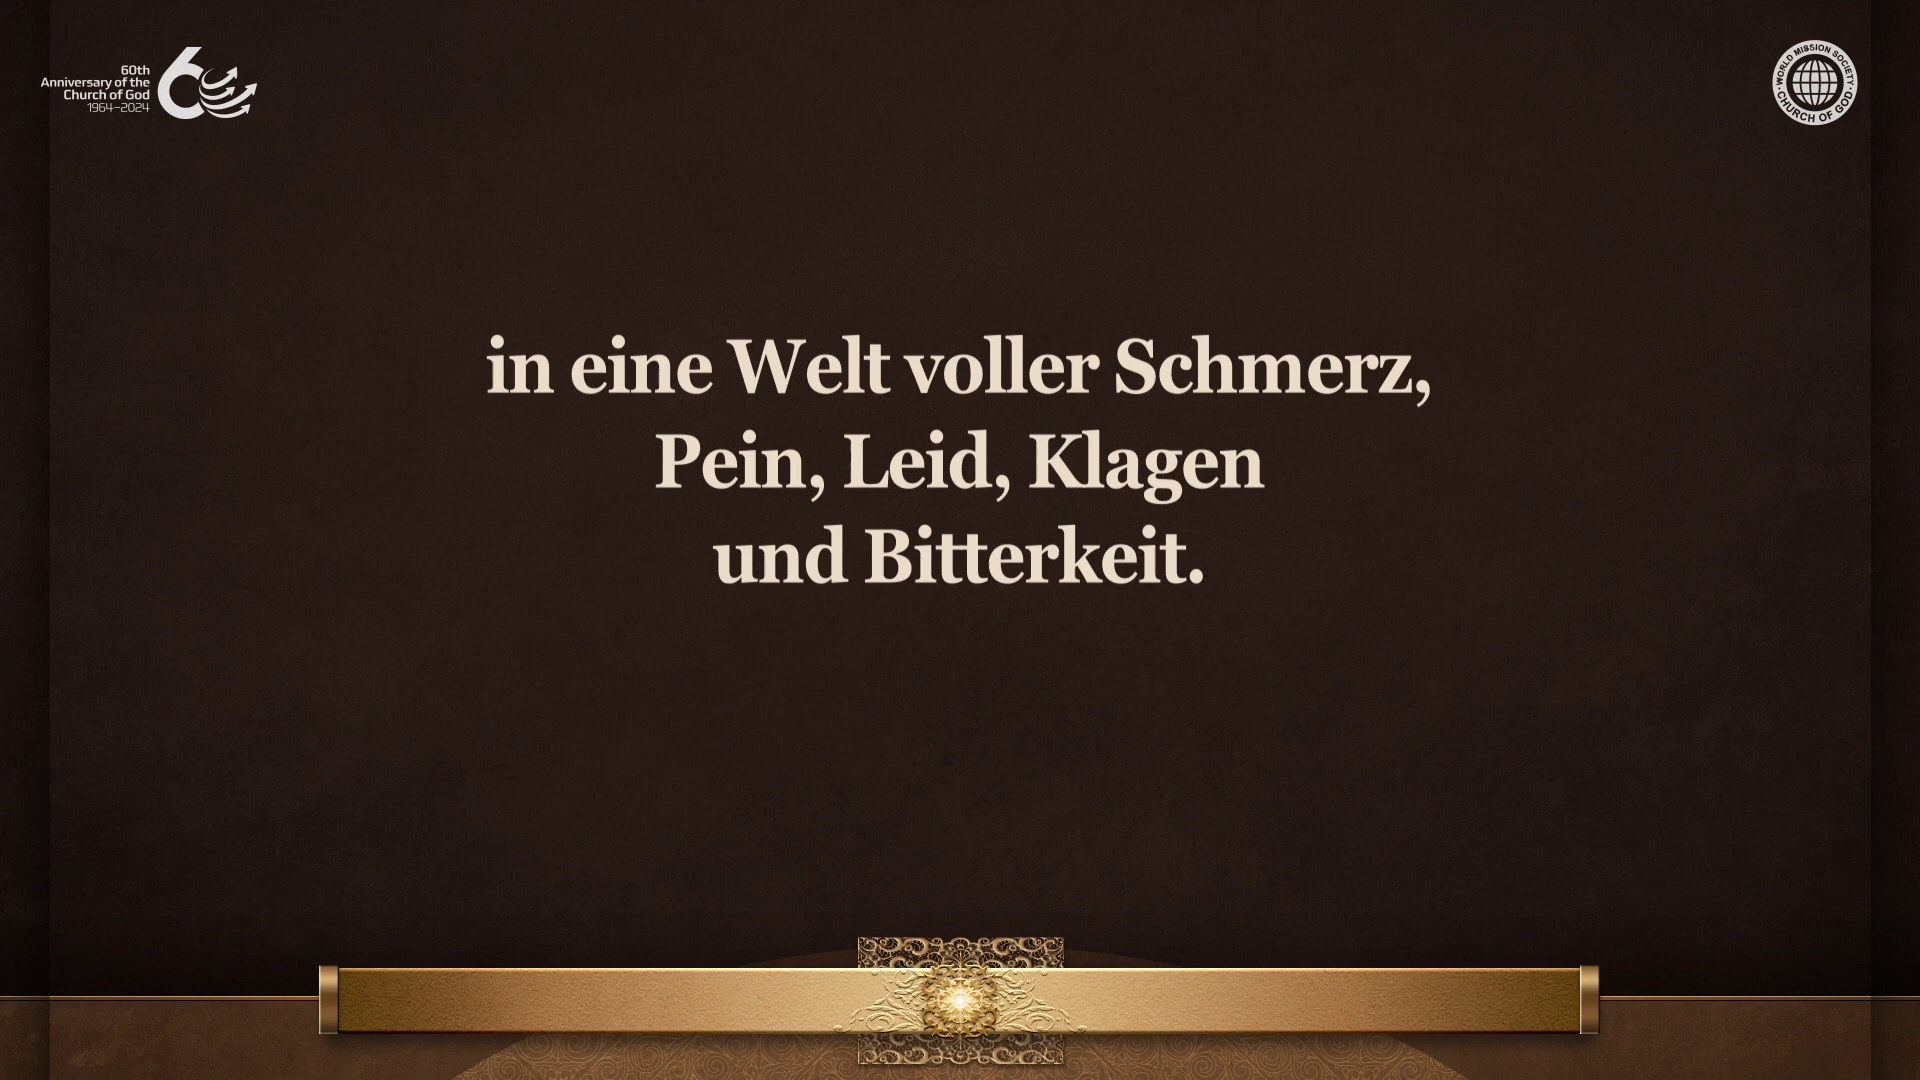 60th
Anniversary of the
Church of God
1964–2024
WORLD MISSION SOCIETY
CHURCH OF GOD
in eine Welt voller Schmerz,
Pein, Leid, Klagen
und Bitterkeit.